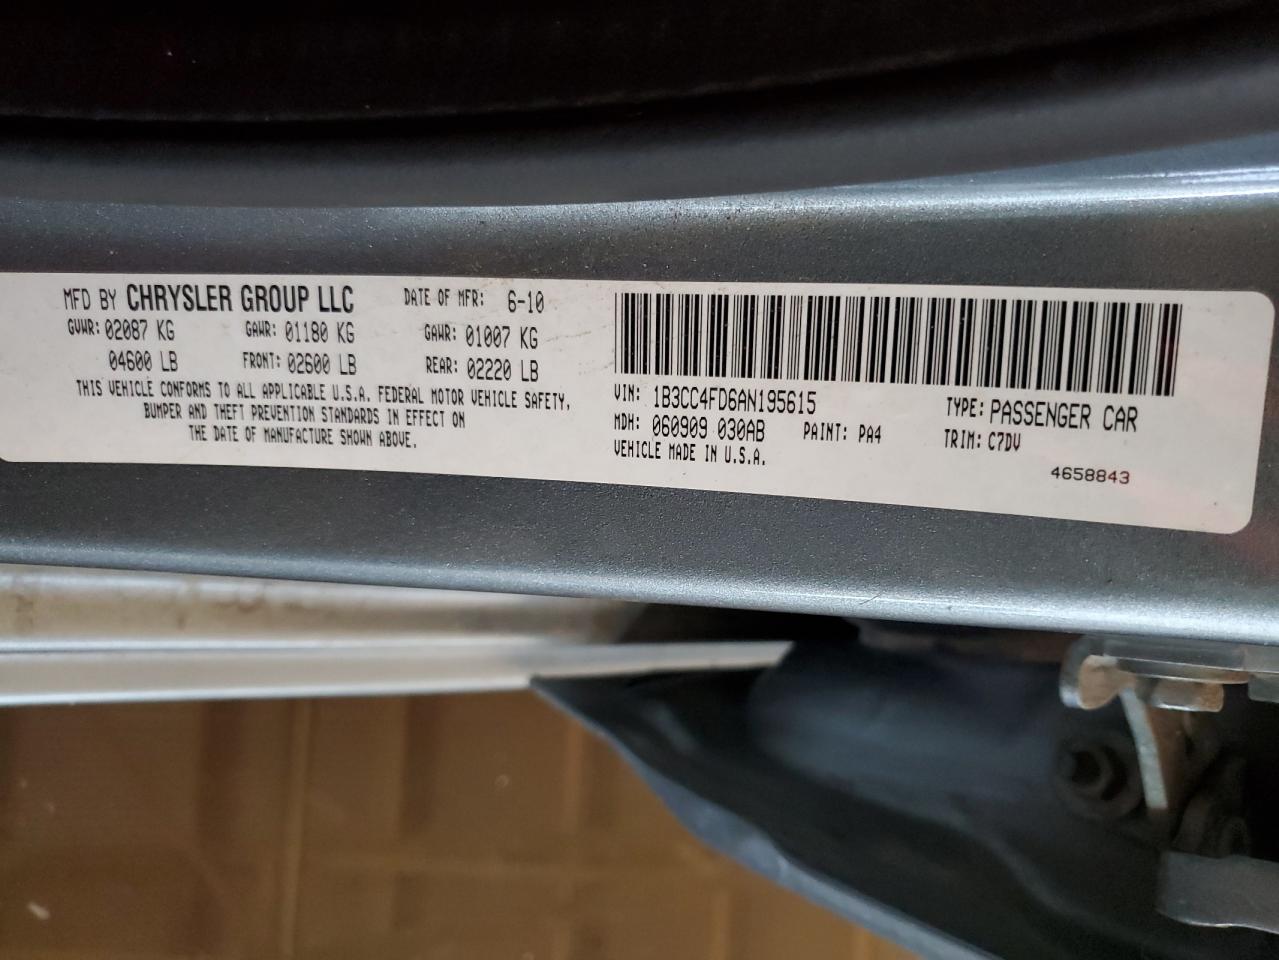 MFD BY CHRYSLER GROUP LLC DATE OF MFR: 6-10
GVWR: 02087 KG GAWR: 01180 KG GAWR: 01007 KG
04600 LB FRONT: 02600 LB REAR: 02220 LB
THIS VEHICLE CONFORMS TO ALL APPLICABLE U.S.A. FEDERAL MOTOR VEHICLE SAFETY,
BUMPER AND THEFT PREVENTION STANDARDS IN EFFECT ON
THE DATE OF MANUFACTURE SHOWN ABOVE.
VIN: 1B3CC4FD6AN195615 TYPE: PASSENGER CAR
MDH: 060909 030AB PAINT: PA4 TRIM: C7DV
VEHICLE MADE IN U.S.A.
4658843